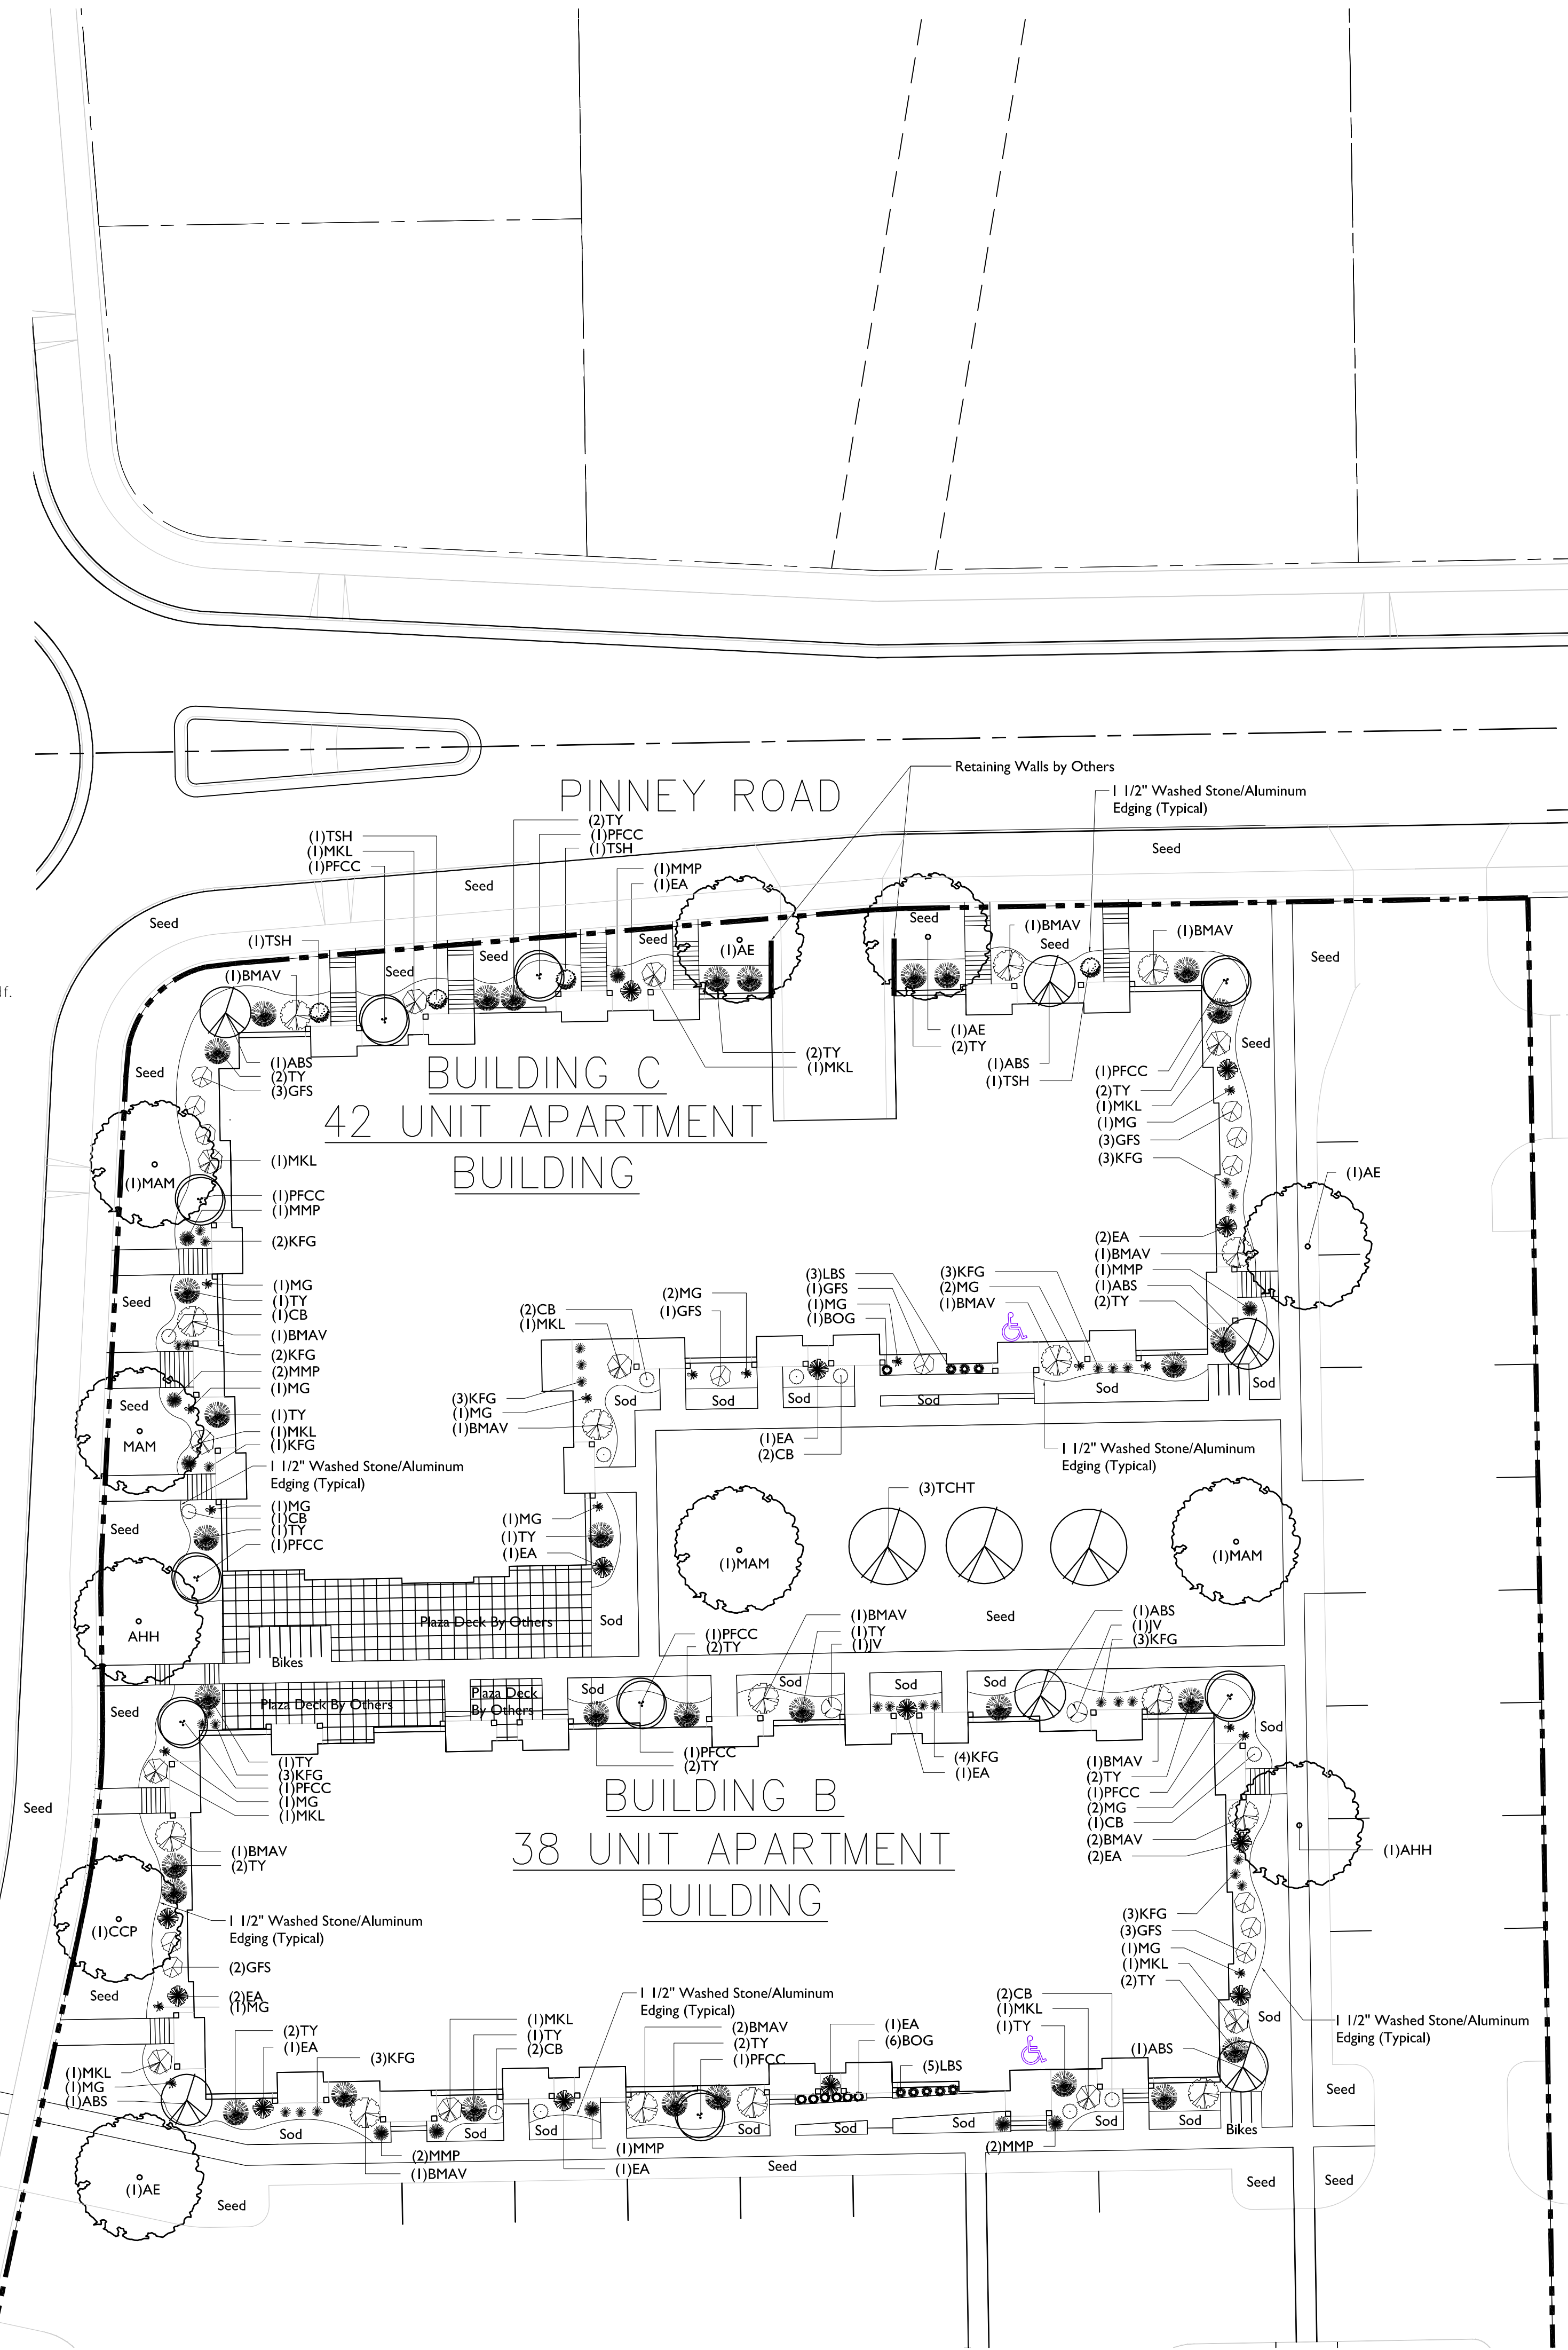 Retaining Walls by Others
PINNEY ROAD
1 1/2" Washed Stone/Aluminum
Edging (Typical)
(2)TY
(1)PFCC
(1)TSH
(1)TSH
(1)MKL
(1)PFCC
Seed
(1)MMP
(1)EA
Seed
Seed
Seed
(1)TSH
Seed
(1)AE
Seed
(1)BMAV
Seed
(1)BMAV
Seed
Seed
Seed
lf.
(1)BMAV
(1)AE
(2)TY
Seed
(2)TY
(1)MKL
(1)ABS
(1)TSH
(1)ABS
(2)TY
(3)GFS
Seed
BUILDING C
42 UNIT APARTMENT
BUILDING
(1)PFCC
(2)TY
(1)MKL
(1)MG
(3)GFS
(3)KFG
(1)MKL
(1)MAM
(1)AE
(1)PFCC
(1)MMP
(2)KFG
(2)EA
(1)BMAV
(1)MMP
(1)ABS
(2)TY
(1)MG
(1)TY
(1)CB
(1)BMAV
(2)KFG
(2)MMP
(1)MG
Seed
(2)CB
(1)MKL
(2)MG
(1)GFS
(3)LBS
(1)GFS
(1)MG
(1)BOG
(3)KFG
(2)MG
(1)BMAV
Seed
(1)TY
(1)MKL
(1)KFG
MAM
(3)KFG
(1)MG
(1)BMAV
Sod
Sod
Sod
Sod
Sod
Sod
1 1/2" Washed Stone/Aluminum
Edging (Typical)
(1)EA
(2)CB
1 1/2" Washed Stone/Aluminum
Edging (Typical)
(3)TCHT
(1)MG
(1)CB
(1)TY
(1)PFCC
Seed
(1)MG
(1)TY
(1)EA
(1)MAM
(1)MAM
Seed
AHH
Plaza Deck By Others
Sod
Bikes
(1)PFCC
(2)TY
(1)BMAV
(1)TY
(1)JV
(1)ABS
(1)JV
(3)KFG
Seed
Plaza Deck By Others
Plaza Deck
By Others
Sod
Sod
Sod
Sod
Sod
(1)TY
(3)KFG
(1)PFCC
(1)MG
(1)MKL
(1)PFCC
(2)TY
(4)KFG
(1)EA
(1)BMAV
(2)TY
(1)PFCC
(2)MG
(1)CB
(2)BMAV
(2)EA
BUILDING B
38 UNIT APARTMENT
BUILDING
Seed
(1)BMAV
(2)TY
(1)AHH
1 1/2" Washed Stone/Aluminum
Edging (Typical)
(1)CCP
(3)KFG
(3)GFS
(1)MG
(1)MKL
(2)TY
(2)GFS
(2)EA
(1)MG
Seed
1 1/2" Washed Stone/Aluminum
Edging (Typical)
(2)CB
(1)MKL
(1)TY
Sod
1 1/2" Washed Stone/Aluminum
Edging (Typical)
(2)TY
(1)EA
(3)KFG
(1)MKL
(1)TY
(2)CB
(2)BMAV
(2)TY
(1)PFCC
(1)EA
(6)BOG
(5)LBS
(1)ABS
(1)MKL
(1)MG
(1)ABS
Seed
Sod
Sod
Sod
Sod
Sod
Sod
Sod
Sod
Bikes
(2)MMP
(1)BMAV
(1)MMP
(1)EA
(2)MMP
Seed
(1)AE
Seed
Seed
Seed